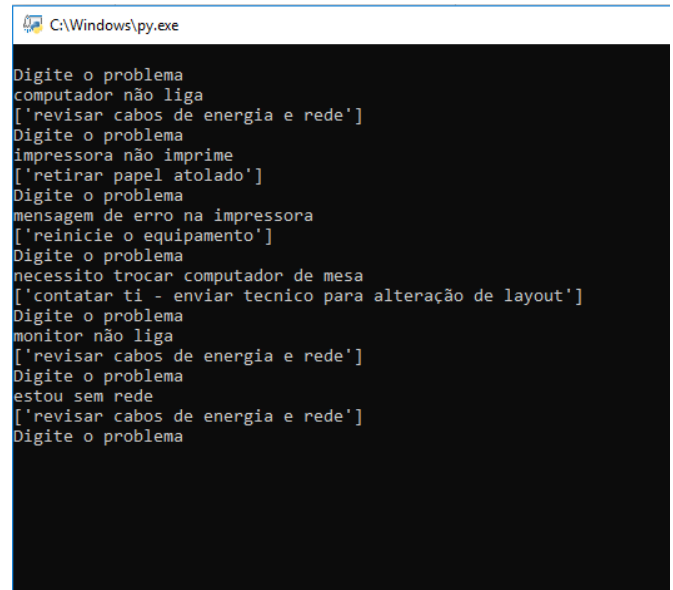 C:\Windows\py.exe
Digite o problema
computador não liga
['revisar cabos de energia e rede']
Digite o problema
impressora não imprime
['retirar papel atolado']
Digite o problema
mensagem de erro na impressora
['reinicie o equipamento']
Digite o problema
necessito trocar computador de mesa
['contatar ti - enviar tecnico para alteração de layout']
Digite o problema
monitor não liga
['revisar cabos de energia e rede']
Digite o problema
estou sem rede
['revisar cabos de energia e rede']
Digite o problema